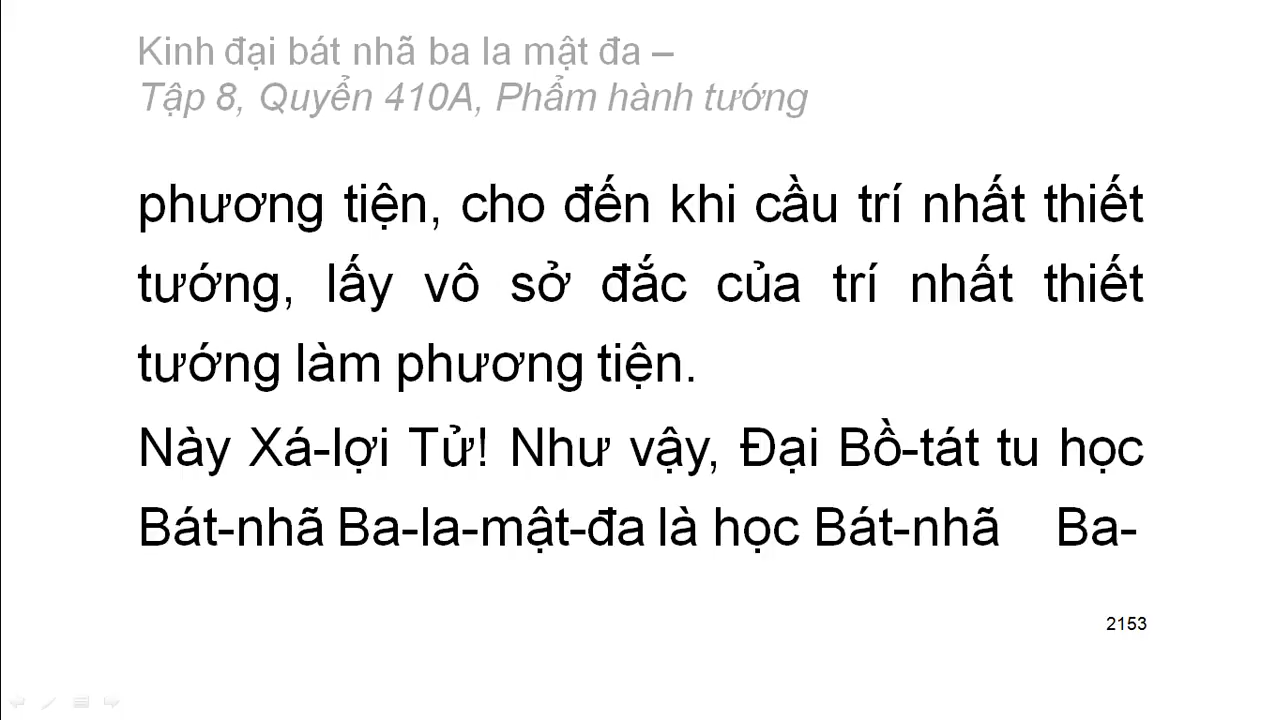 Kinh đại bát nhã ba la mật đa –
Tập 8, Quyển 410A, Phẩm hành tướng
phương tiện, cho đến khi cầu trí nhất thiết
tướng, lấy vô sở đắc của trí nhất thiết
tướng làm phương tiện.
Này Xá-lợi Tử! Như vậy, Đại Bồ-tát tu học
Bát-nhã Ba-la-mật-đa là học Bát-nhã Ba-
2153